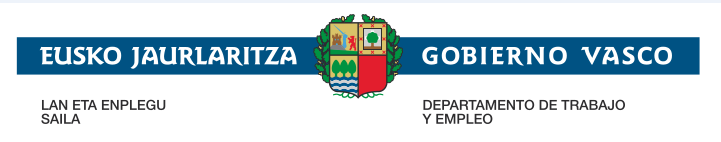 EUSKO JAURLARITZA
GOBIERNO VASCO
LAN ETA ENPLEGU
SAILA
DEPARTAMENTO DE TRABAJO
Y EMPLEO